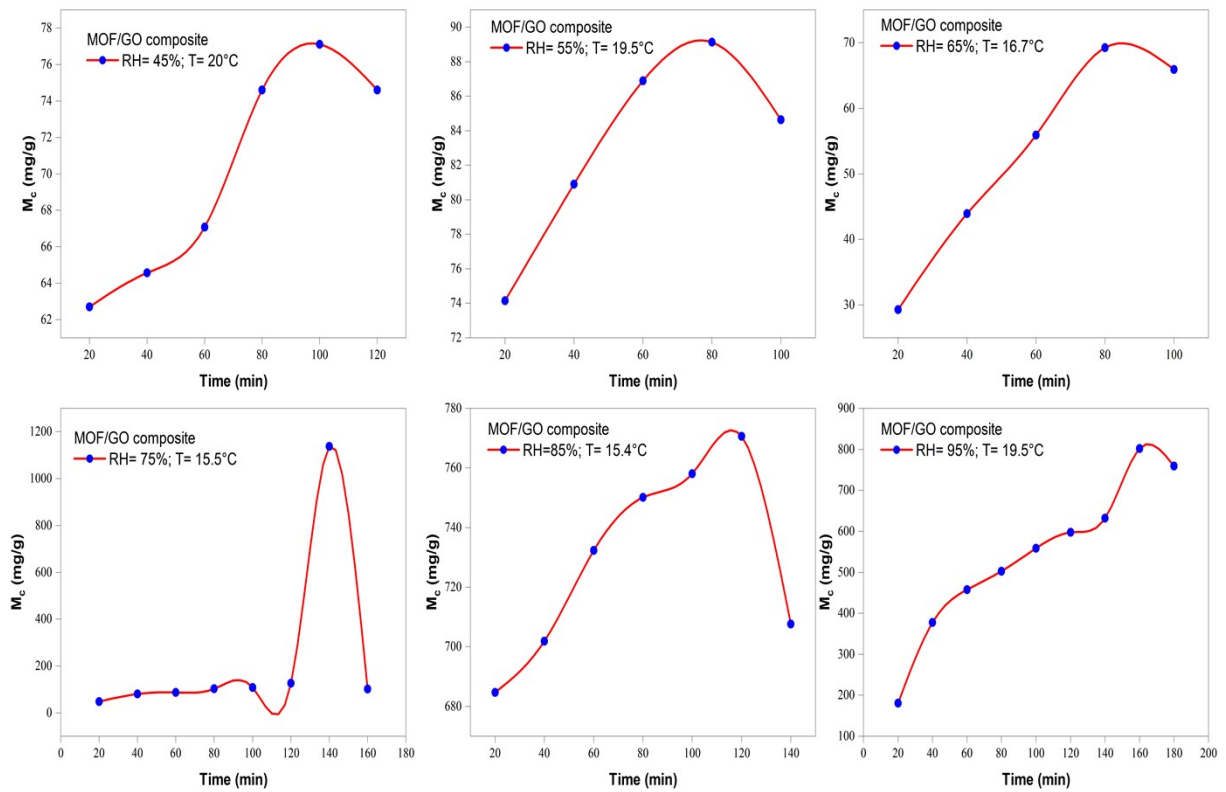 78
76
74
72
70
68
66
64
62
M_c (mg/g)
MOF/GO composite
RH= 45%; T= 20°C
20 40 60 80 100 120
Time (min)
90
88
86
84
82
80
78
76
74
72
M_c (mg/g)
MOF/GO composite
RH= 55%; T= 19.5°C
20 40 60 80 100
Time (min)
70
60
50
40
30
M_c (mg/g)
MOF/GO composite
RH= 65%; T= 16.7°C
20 40 60 80 100
Time (min)
1200
1000
800
600
400
200
0
M_c (mg/g)
MOF/GO composite
RH= 75%; T= 15.5°C
0 20 40 60 80 100 120 140 160 180
Time (min)
780
760
740
720
700
680
M_c (mg/g)
MOF/GO composite
RH=85%; T= 15.4°C
20 40 60 80 100 120 140
Time (min)
900
800
700
600
500
400
300
200
100
M_c (mg/g)
MOF/GO composite
RH= 95%; T= 19.5°C
0 20 40 60 80 100 120 140 160 180 200
Time (min)